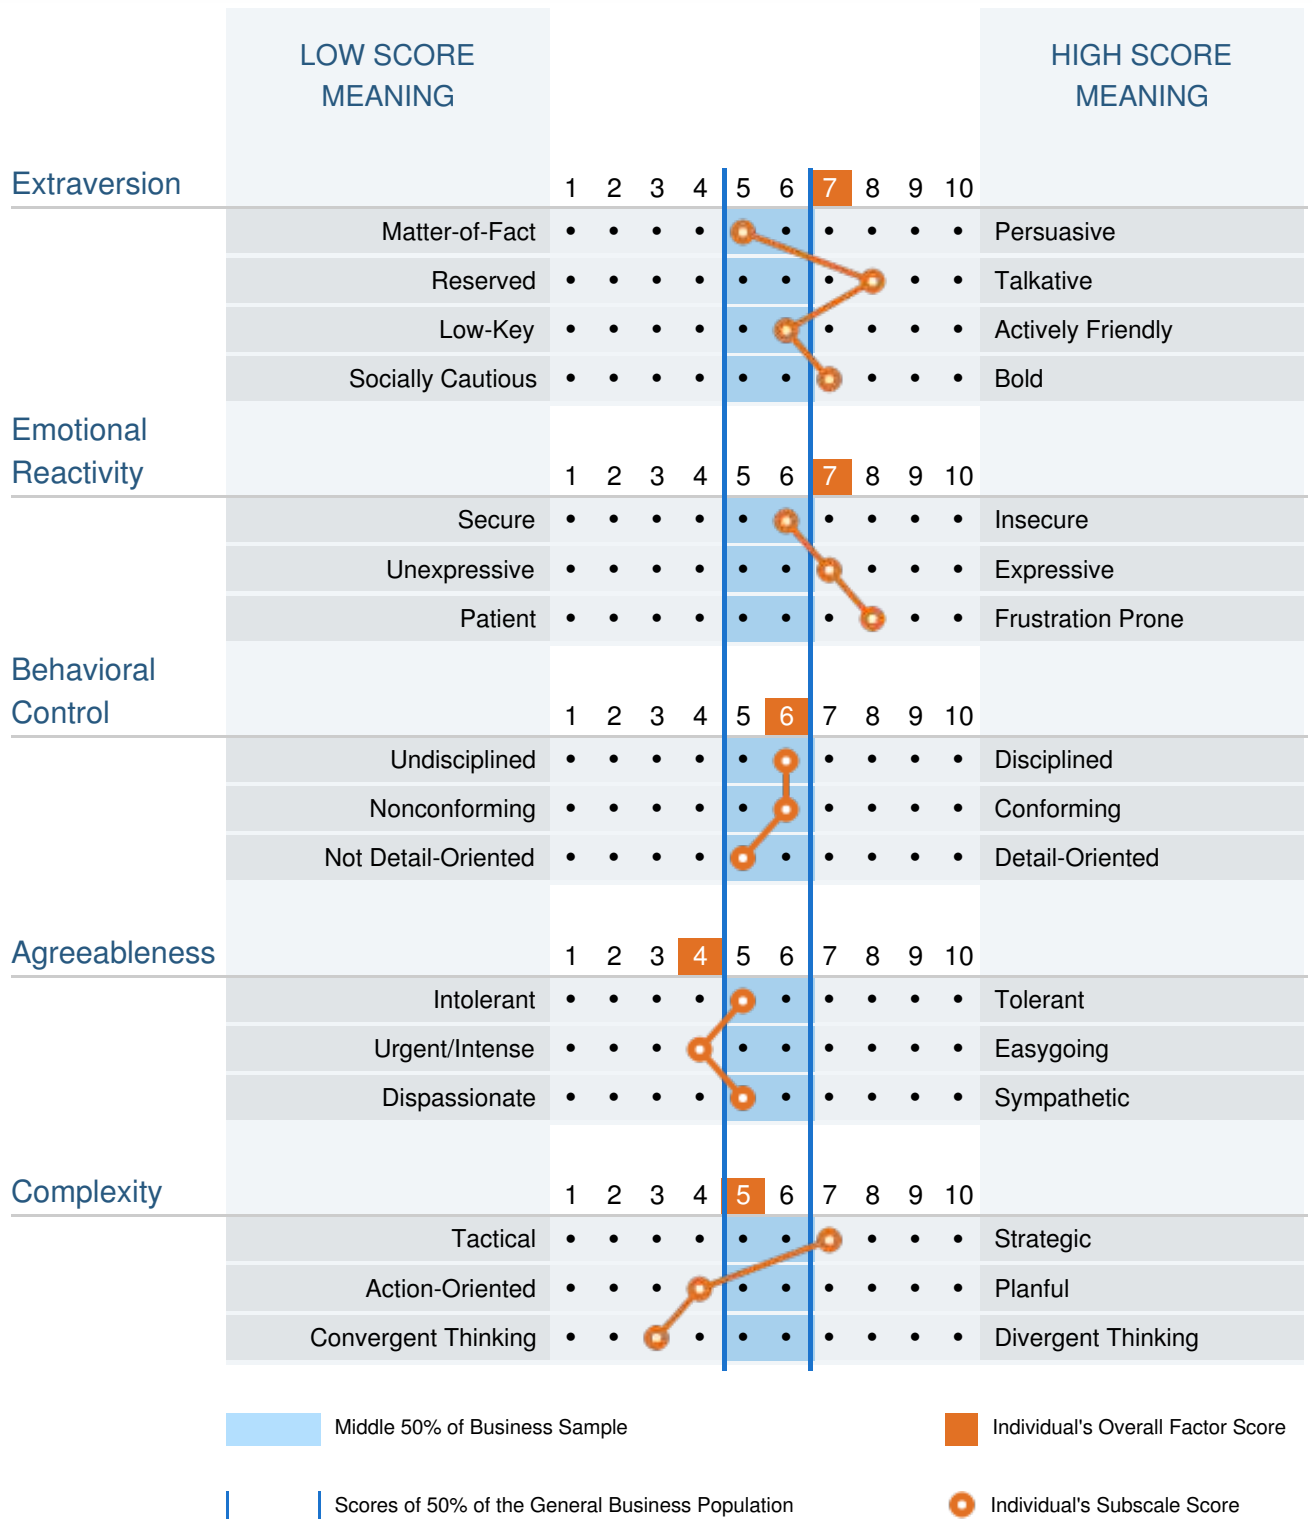 LOW SCORE
MEANING
HIGH SCORE
MEANING
Extraversion 1 2 3 4 5 6 7 8 9 10
Matter-of-Fact Persuasive
Reserved Talkative
Low-Key Actively Friendly
Socially Cautious Bold
Emotional
Reactivity 1 2 3 4 5 6 7 8 9 10
Secure Insecure
Unexpressive Expressive
Patient Frustration Prone
Behavioral
Control 1 2 3 4 5 6 7 8 9 10
Undisciplined Disciplined
Nonconforming Conforming
Not Detail-Oriented Detail-Oriented
Agreeableness 1 2 3 4 5 6 7 8 9 10
Intolerant Tolerant
Urgent/Intense Easygoing
Dispassionate Sympathetic
Complexity 1 2 3 4 5 6 7 8 9 10
Tactical Strategic
Action-Oriented Planful
Convergent Thinking Divergent Thinking
Middle 50% of Business Sample Individual's Overall Factor Score
Scores of 50% of the General Business Population Individual's Subscale Score